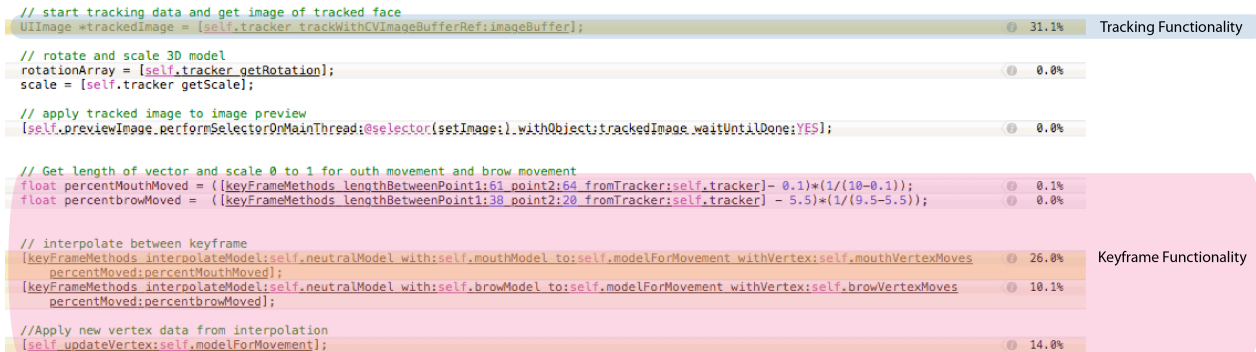 // start tracking data and get image of tracked face
UIImage *trackedImage = [self.tracker trackWithCVImageBufferRef:imageBuffer]; 31.1% Tracking Functionality
// rotate and scale 3D model
rotationArray = [self.tracker getRotation]; 0.0%
scale = [self.tracker getScale];
// apply tracked image to image preview
[self.previewImage performSelectorOnMainThread:@selector(setImage:) withObject:trackedImage waitUntilDone:YES]; 0.0%
// Get length of vector and scale 0 to 1 for outh movement and brow movement
float percentMouthMoved = ([keyFrameMethods lengthBetweenPoint1:61 point2:64 fromTracker:self.tracker]- 0.1)*(1/(10-0.1)); 0.1%
float percentbrowMoved =  ([keyFrameMethods lengthBetweenPoint1:38 point2:20 fromTracker:self.tracker] - 5.5)*(1/(9.5-5.5)); 0.0%
// interpolate between keyframe
[keyFrameMethods interpolateModel:self.neutralModel with:self.mouthModel to:self.modelForMovement withVertex:self.mouthVertexMoves 26.0% Keyframe Functionality
percentMoved:percentMouthMoved];
[keyFrameMethods interpolateModel:self.neutralModel with:self.browModel to:self.modelForMovement withVertex:self.browVertexMoves 10.1%
percentMoved:percentbrowMoved];
//Apply new vertex data from interpolation
[self updateVertex:self.modelForMovement]; 14.0%